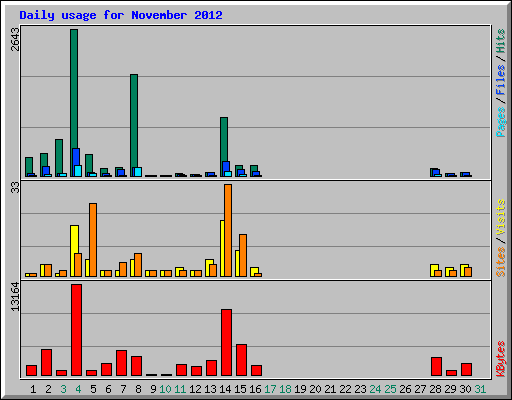 Daily usage for November 2012
2643
Pages / Files / Hits
33
Sites / Visits
13164
KBytes
1 2 3 4 5 6 7 8 9 10 11 12 13 14 15 16 17 18 19 20 21 22 23 24 25 26 27 28 29 30 31